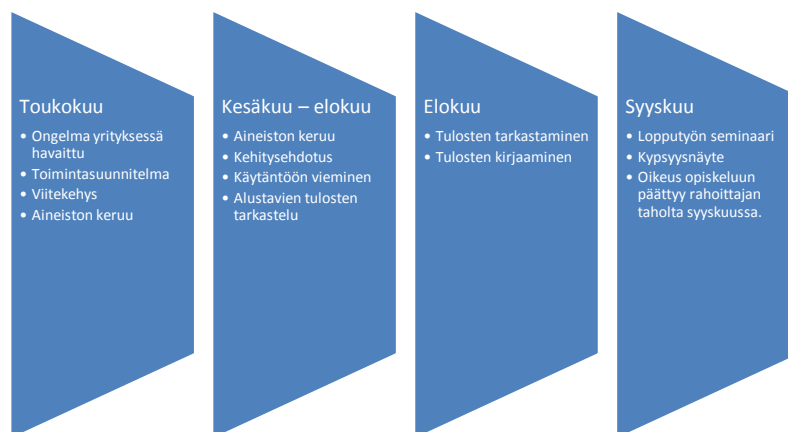 Toukokuu
• Ongelma yrityksessä
havaittu
• Toimintasuunnitelma
• Viitekehys
• Aineiston keruu
Kesäkuu – elokuu
• Aineiston keruu
• Kehitysehdotus
• Käytäntöön vieminen
• Alustavien tulosten
tarkastelu
Elokuu
• Tulosten tarkastaminen
• Tulosten kirjaaminen
Syyskuu
• Lopputyön seminaari
• Kypsyysnäyte
• Oikeus opiskeluun
päättyy rahoittajan
taholta syyskuussa.